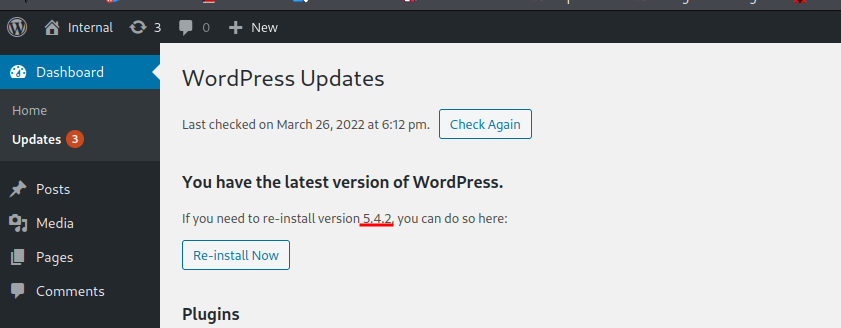 Internal 3 0 New
Dashboard
Home
Updates 3
Posts
Media
Pages
Comments
WordPress Updates
Last checked on March 26, 2022 at 6:12 pm. Check Again
You have the latest version of WordPress.
If you need to re-install version 5.4.2, you can do so here:
Re-install Now
Plugins